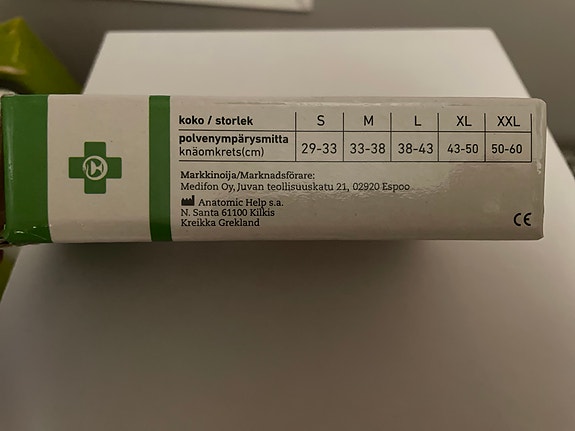 koko / storlek S M L XL XXL
polvenympärysmitta
knäomkrets(cm) 29-33 33-38 38-43 43-50 50-60
Markkinoija/Marknadsförare:
Medifon Oy, Juvan teollisuuskatu 21, 02920 Espoo
Anatomic Help s.a.
N. Santa 61100 Kilkis
Kreikka Grekland
CE